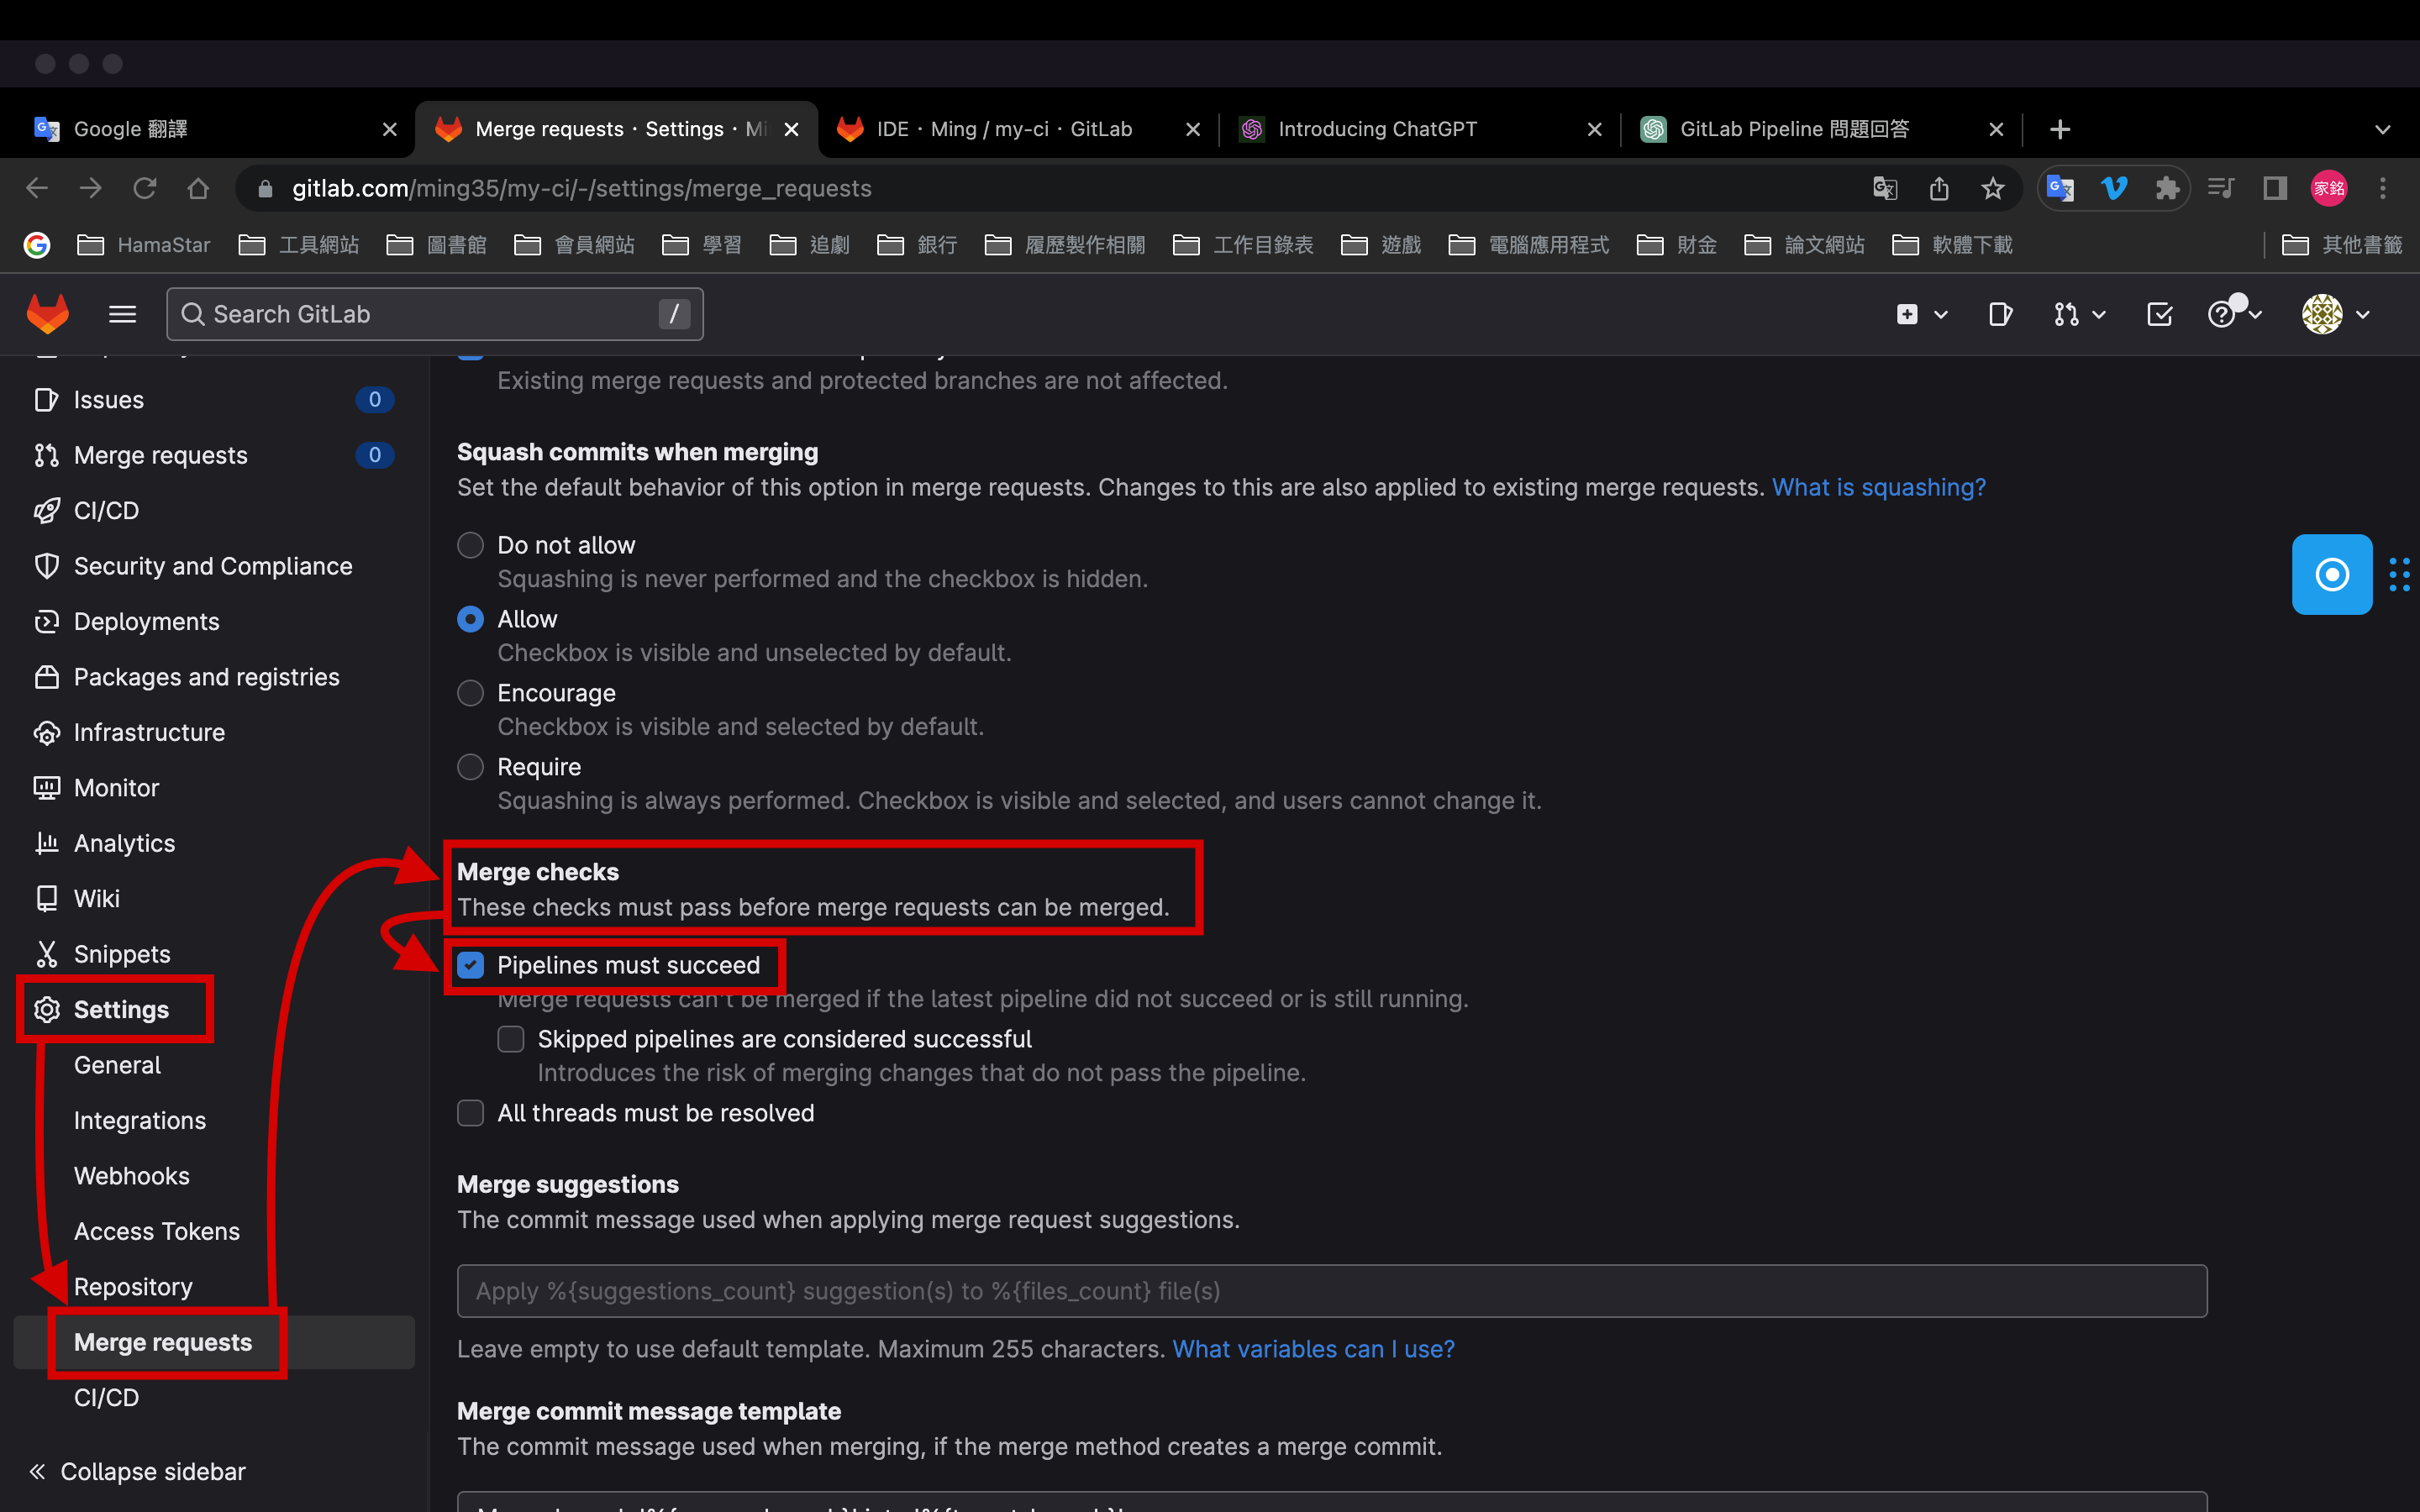 Google 翻譯
Merge requests · Settings · Mi
IDE · Ming / my-ci · GitLab
Introducing ChatGPT
GitLab Pipeline 問題回答
gitlab.com/ming35/my-ci/-/settings/merge_requests
家銘
HamaStar
工具網站
圖書館
會員網站
學習
追劇
銀行
履歷製作相關
工作目錄表
遊戲
電腦應用程式
財金
論文網站
軟體下載
其他書籤
Search GitLab
/
Issues 0
Merge requests 0
CI/CD
Security and Compliance
Deployments
Packages and registries
Infrastructure
Monitor
Analytics
Wiki
Snippets
Settings
General
Integrations
Webhooks
Access Tokens
Repository
Merge requests
CI/CD
Collapse sidebar
Existing merge requests and protected branches are not affected.
Squash commits when merging
Set the default behavior of this option in merge requests. Changes to this are also applied to existing merge requests. What is squashing?
Do not allow
Squashing is never performed and the checkbox is hidden.
Allow
Checkbox is visible and unselected by default.
Encourage
Checkbox is visible and selected by default.
Require
Squashing is always performed. Checkbox is visible and selected, and users cannot change it.
Merge checks
These checks must pass before merge requests can be merged.
Pipelines must succeed
Merge requests can't be merged if the latest pipeline did not succeed or is still running.
Skipped pipelines are considered successful
Introduces the risk of merging changes that do not pass the pipeline.
All threads must be resolved
Merge suggestions
The commit message used when applying merge request suggestions.
Apply %{suggestions_count} suggestion(s) to %{files_count} file(s)
Leave empty to use default template. Maximum 255 characters. What variables can I use?
Merge commit message template
The commit message used when merging, if the merge method creates a merge commit.